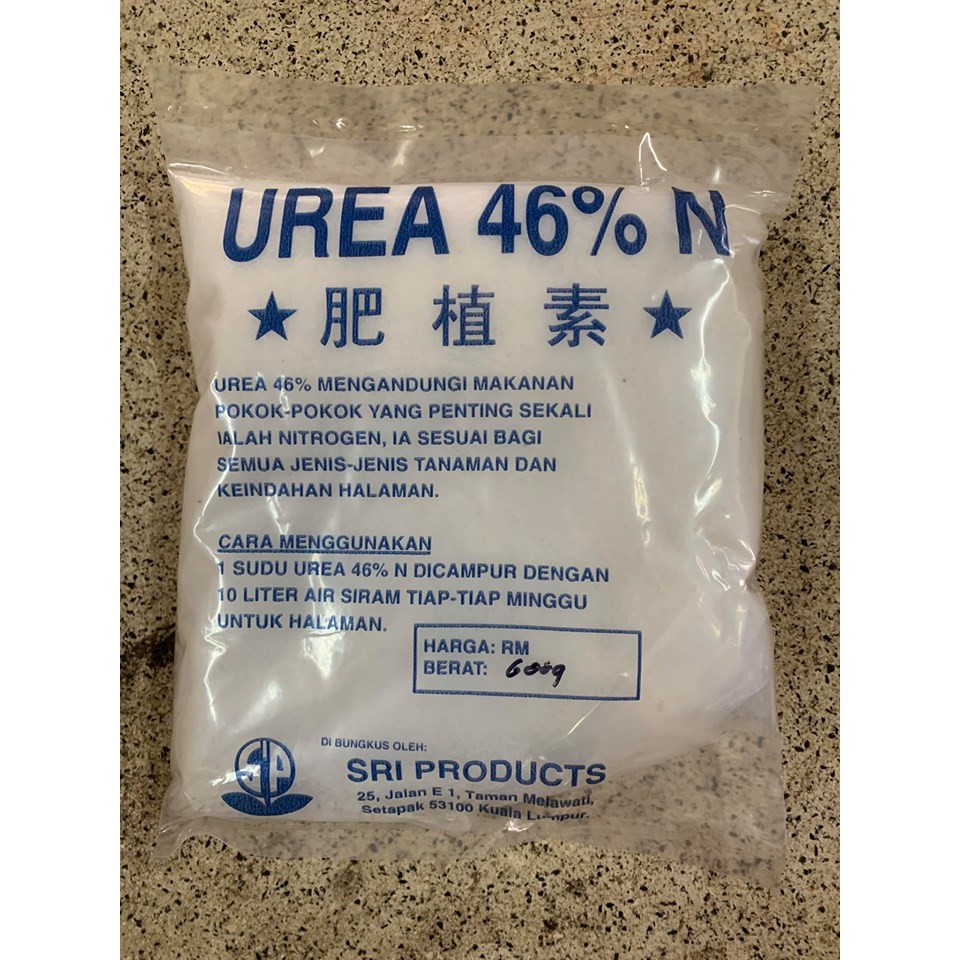 UREA 46% N
★ 肥植素 ★
UREA 46% MENGANDUNGI MAKANAN
POKOK-POKOK YANG PENTING SEKALI
IALAH NITROGEN, IA SESUAI BAGI
SEMUA JENIS-JENIS TANAMAN DAN
KEINDAHAN HALAMAN.
CARA MENGGUNAKAN
1 SUDU UREA 46% N DICAMPUR DENGAN
10 LITER AIR SIRAM TIAP-TIAP MINGGU
UNTUK HALAMAN.
HARGA: RM
BERAT: 600g
DI BUNGKUS OLEH:
SRI PRODUCTS
25, Jalan E 1, Taman Melawati,
Setapak 53100 Kuala Lumpur.